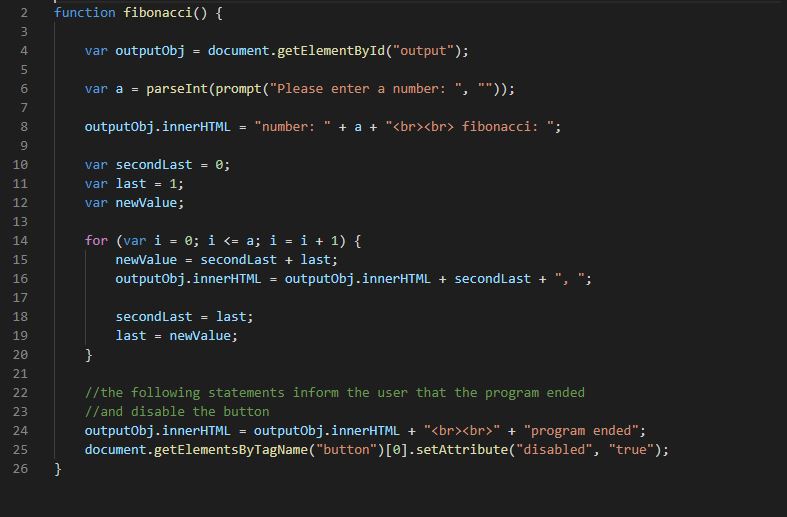 2 function fibonacci() {
3
4 var outputObj = document.getElementById("output");
5
6 var a = parseInt(prompt("Please enter a number: ", ""));
7
8 outputObj.innerHTML = "number: " + a + "<br><br> fibonacci: ";
9
10 var secondLast = 0;
11 var last = 1;
12 var newValue;
13
14 for (var i = 0; i <= a; i = i + 1) {
15 newValue = secondLast + last;
16 outputObj.innerHTML = outputObj.innerHTML + secondLast + ", ";
17
18 secondLast = last;
19 last = newValue;
20 }
21
22 //the following statements inform the user that the program ended
23 //and disable the button
24 outputObj.innerHTML = outputObj.innerHTML + "<br><br>" + "program ended";
25 document.getElementsByTagName("button")[0].setAttribute("disabled", "true");
26 }